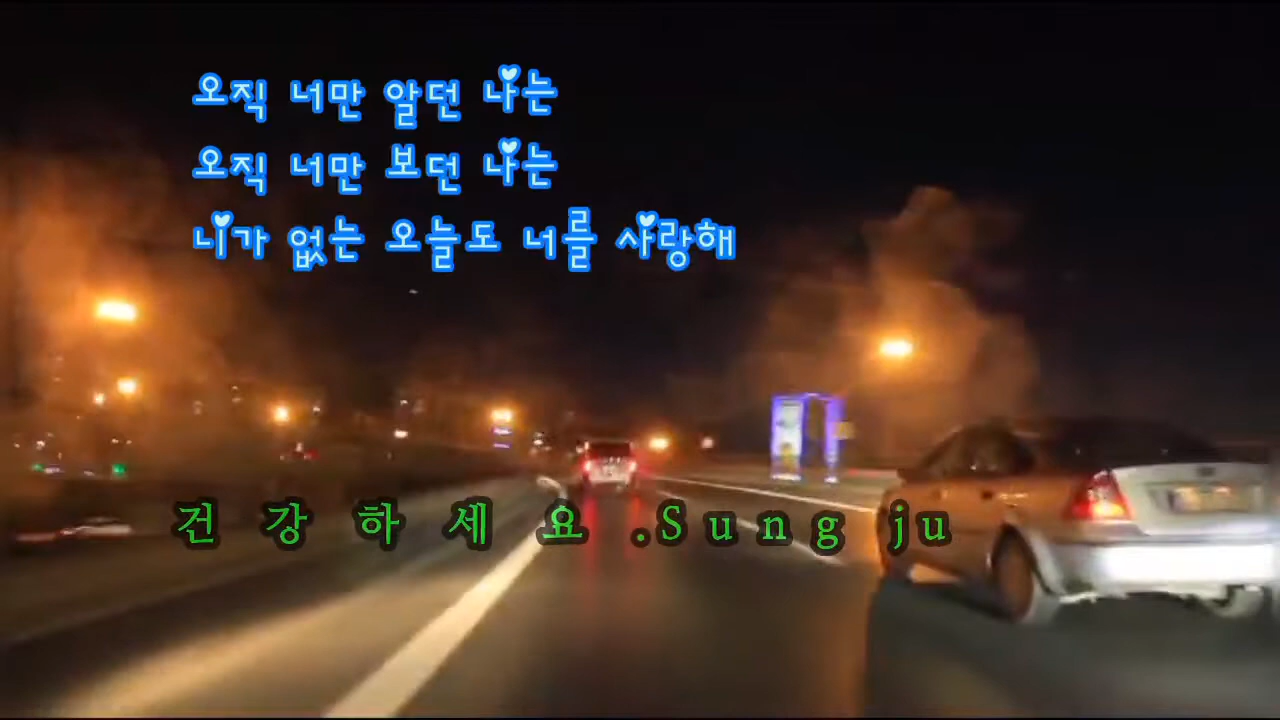 오직 너만 알던 나는
오직 너만 보던 나는
니가 없는 오늘도 너를 사랑해
건 강 하 세 요 .Sung ju